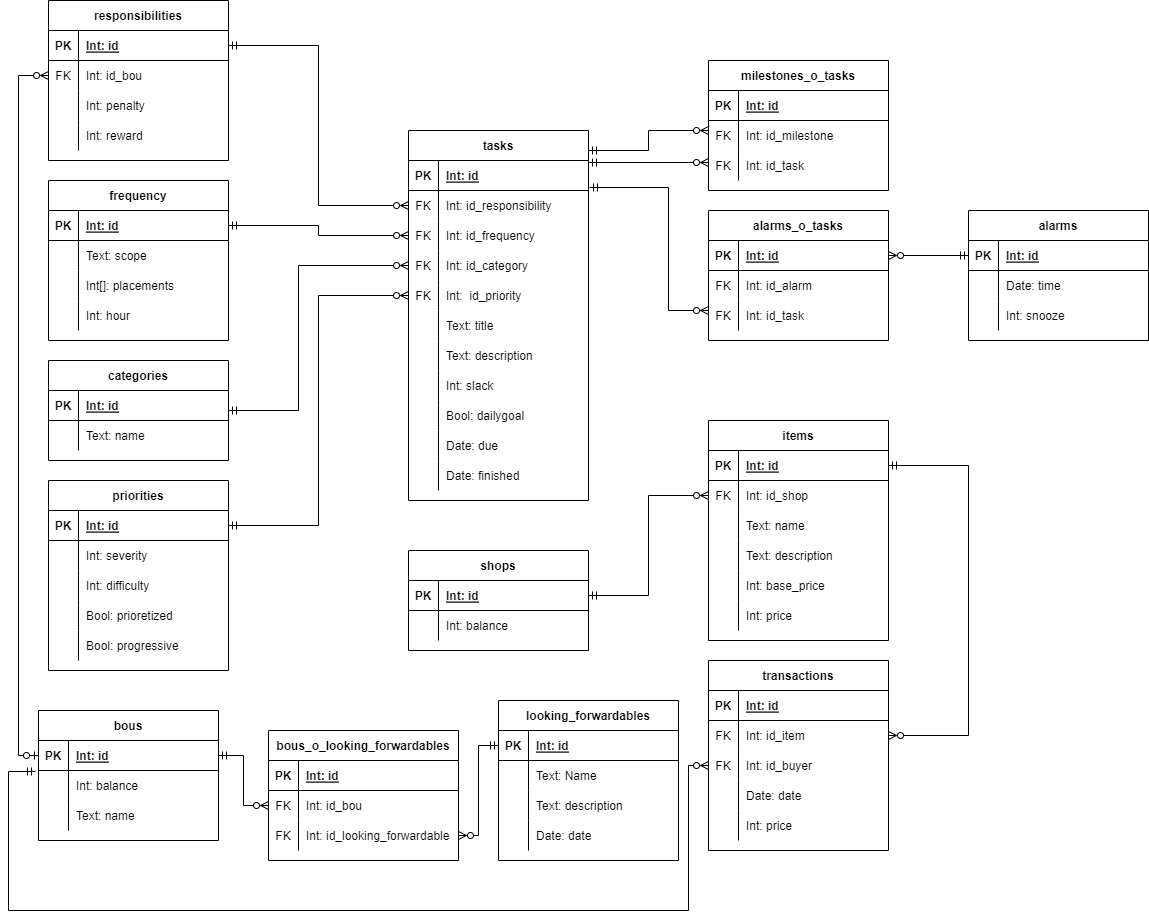 responsibilities
PK Int: id
FK Int: id_bou
Int: penalty
Int: reward
frequency
PK Int: id
Text: scope
Int[]: placements
Int: hour
categories
PK Int: id
Text: name
priorities
PK Int: id
Int: severity
Int: difficulty
Bool: prioretized
Bool: progressive
tasks
PK Int: id
FK Int: id_responsibility
FK Int: id_frequency
FK Int: id_category
FK Int: id_priority
Text: title
Text: description
Int: slack
Bool: dailygoal
Date: due
Date: finished
milestones_o_tasks
PK Int: id
FK Int: id_milestone
FK Int: id_task
alarms_o_tasks
PK Int: id
FK Int: id_alarm
FK Int: id_task
alarms
PK Int: id
Date: time
Int: snooze
items
PK Int: id
FK Int: id_shop
Text: name
Text: description
Int: base_price
Int: price
shops
PK Int: id
Int: balance
transactions
PK Int: id
FK Int: id_item
FK Int: id_buyer
Date: date
Int: price
bous
PK Int: id
Int: balance
Text: name
bous_o_looking_forwardables
PK Int: id
FK Int: id_bou
FK Int: id_looking_forwardable
looking_forwardables
PK Int: id
Text: Name
Text: description
Date: date